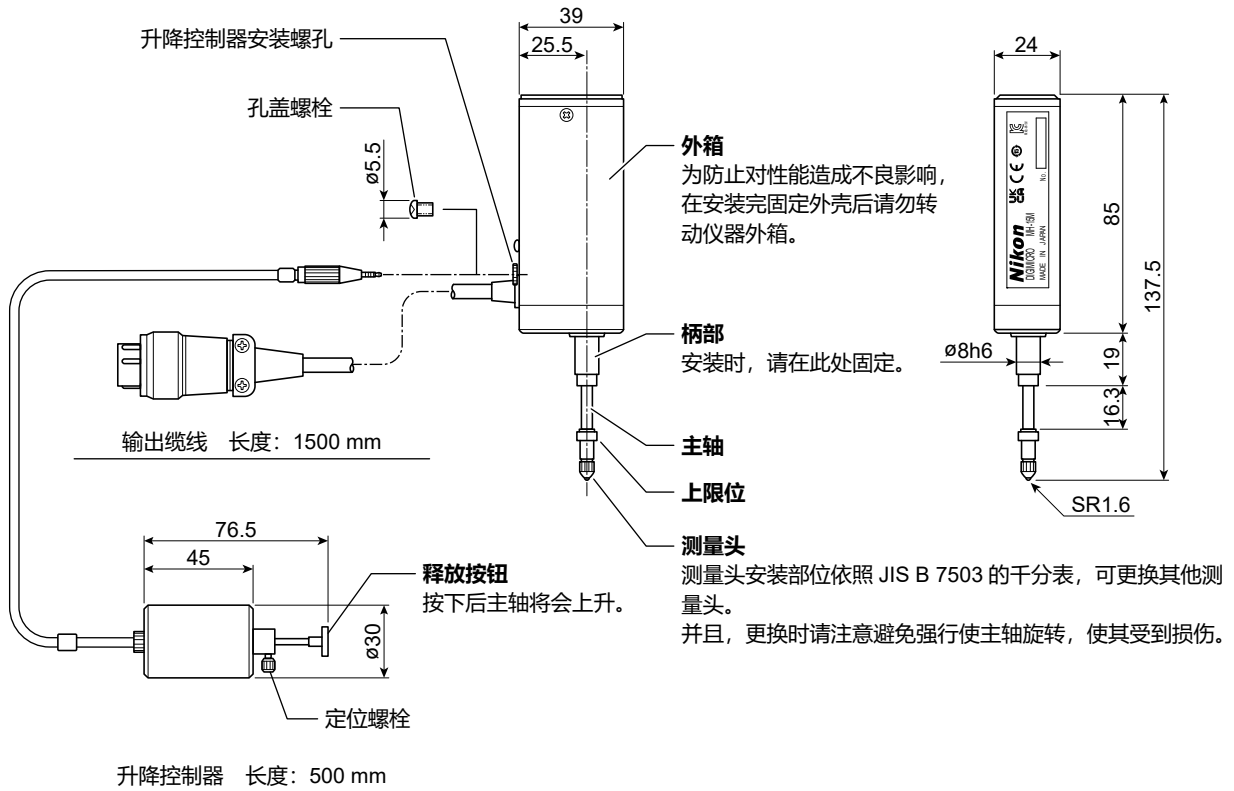 39
25.5
24
升降控制器安装螺孔
孔盖螺栓
ø5.5
外箱
为防止对性能造成不良影响，
在安装完固定外壳后请勿转
动仪器外箱。
柄部
安装时，请在此处固定。
主轴
上限位
测量头
测量头安装部位依照 JIS B 7503 的千分表，可更换其他测
量头。
并且，更换时请注意避免强行使主轴旋转，使其受到损伤。
No.
UK
CA
CE
Nikon
DIGIMICRO MH-15M
MADE IN JAPAN
85
137.5
ø8h6
19
16.3
SR1.6
输出缆线 长度：1500 mm
76.5
45
释放按钮
按下后主轴将会上升。
ø30
定位螺栓
升降控制器 长度：500 mm